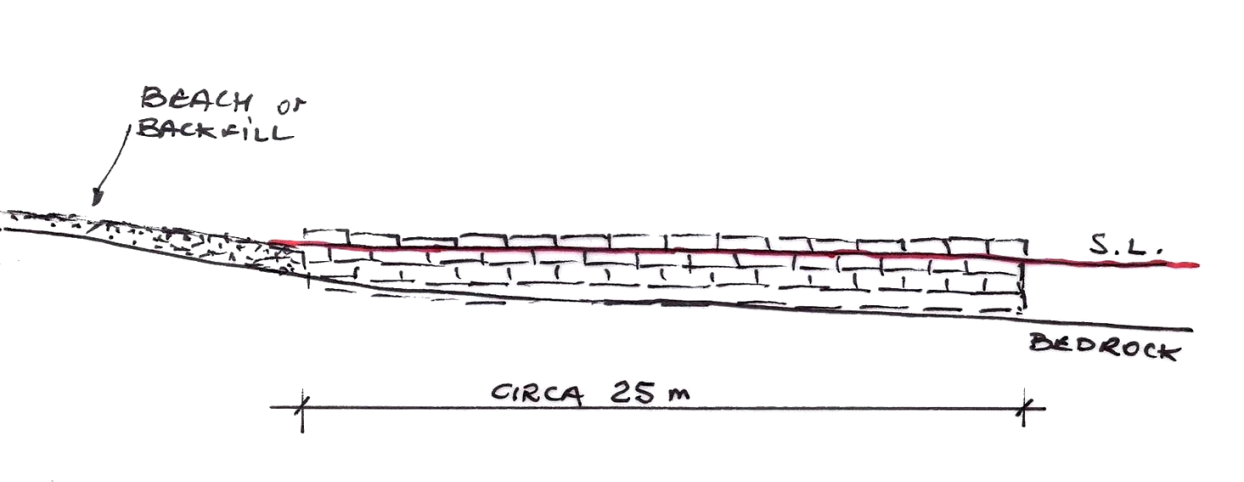 BEACH or
BACKFILL
S.L.
BEDROCK
CIRCA 25 m